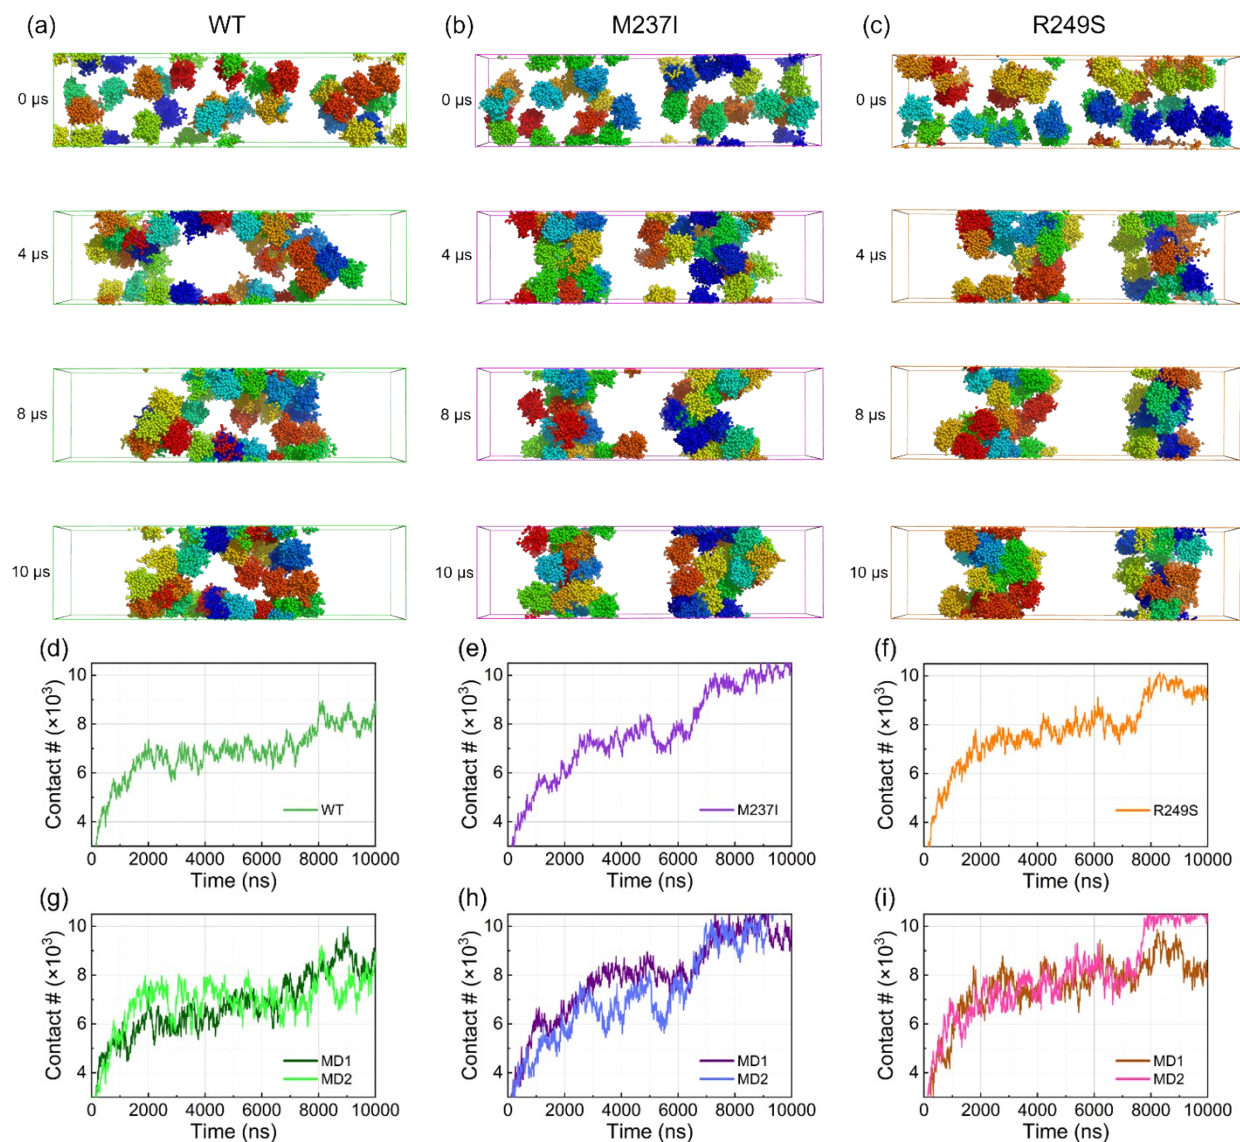 (a) WT (b) M237I (c) R249S
0 µs 0 µs 0 µs
4 µs 4 µs 4 µs
8 µs 8 µs 8 µs
10 µs 10 µs 10 µs
(d) (e) (f)
Contact # (×10³) Contact # (×10³) Contact # (×10³)
10 10 10
8 8 8
6 6 6
4 4 4
WT M237I R249S
0 2000 4000 6000 8000 10000 0 2000 4000 6000 8000 10000 0 2000 4000 6000 8000 10000
Time (ns) Time (ns) Time (ns)
(g) (h) (i)
Contact # (×10³) Contact # (×10³) Contact # (×10³)
10 10 10
8 8 8
6 6 6
4 4 4
MD1 MD1 MD1
MD2 MD2 MD2
0 2000 4000 6000 8000 10000 0 2000 4000 6000 8000 10000 0 2000 4000 6000 8000 10000
Time (ns) Time (ns) Time (ns)